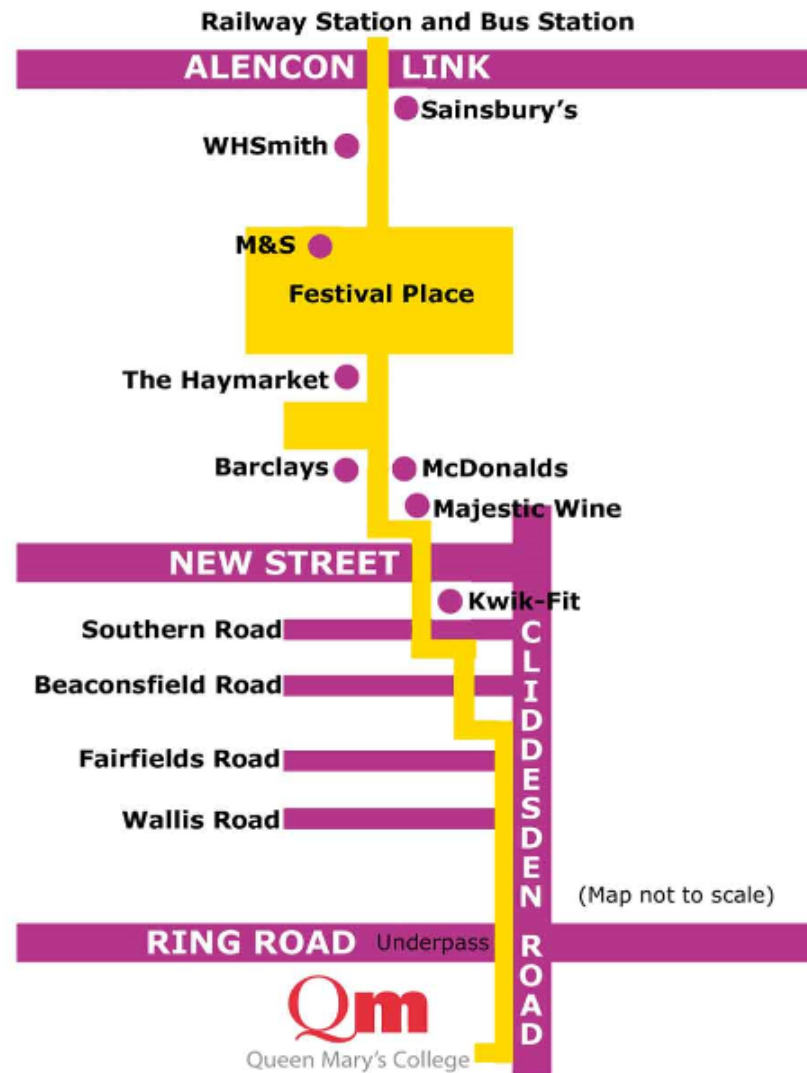 Railway Station and Bus Station
ALENCON LINK
Sainsbury's
WHSmith
M&S
Festival Place
The Haymarket
Barclays
McDonalds
Majestic Wine
NEW STREET
Kwik-Fit
Southern Road
Beaconsfield Road
Fairfields Road
Wallis Road
CLIDDESDEN ROAD
(Map not to scale)
RING ROAD
Underpass
Qm
Queen Mary's College